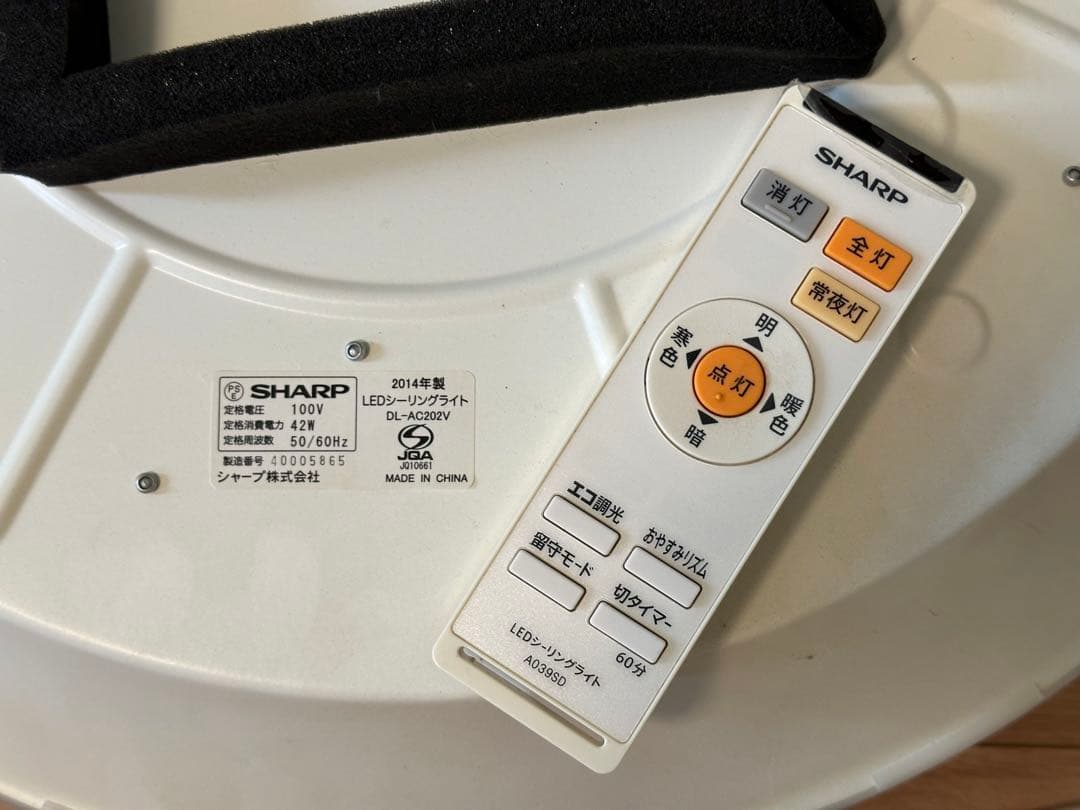 SHARP
消灯
全灯
常夜灯
明
寒色
点灯
暖色
暗
エコ調光
おやすみリズム
留守モード
切タイマー
60分
LEDシーリングライト
A039SD
PS
E
SHARP
定格電圧 100V
定格消費電力 42W
定格周波数 50/60Hz
製造番号 40005865
シャープ株式会社
2014年製
LEDシーリングライト
DL-AC202V
JQA
JQ10661
MADE IN CHINA